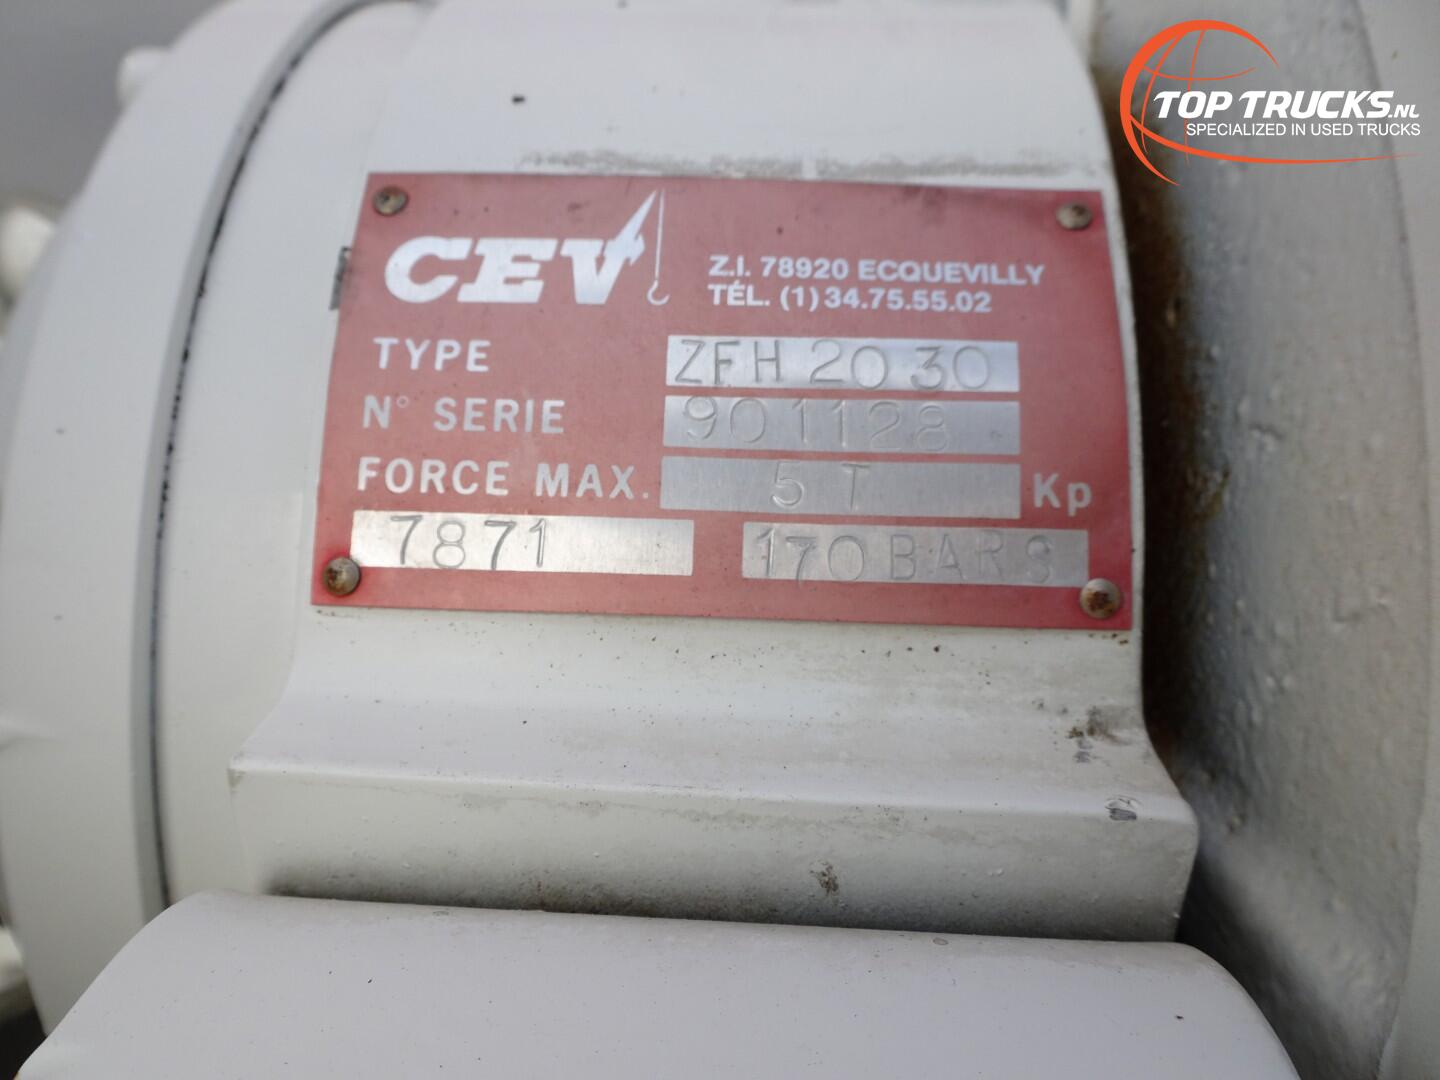 TOP TRUCKS.NL
SPECIALIZED IN USED TRUCKS
CEV
Z.I. 78920 ECQUEVILLY
TÉL. (1) 34.75.55.02
TYPE ZFH 20 30
N° SERIE 901128
FORCE MAX. 5 T Kp
7871 170 BARS